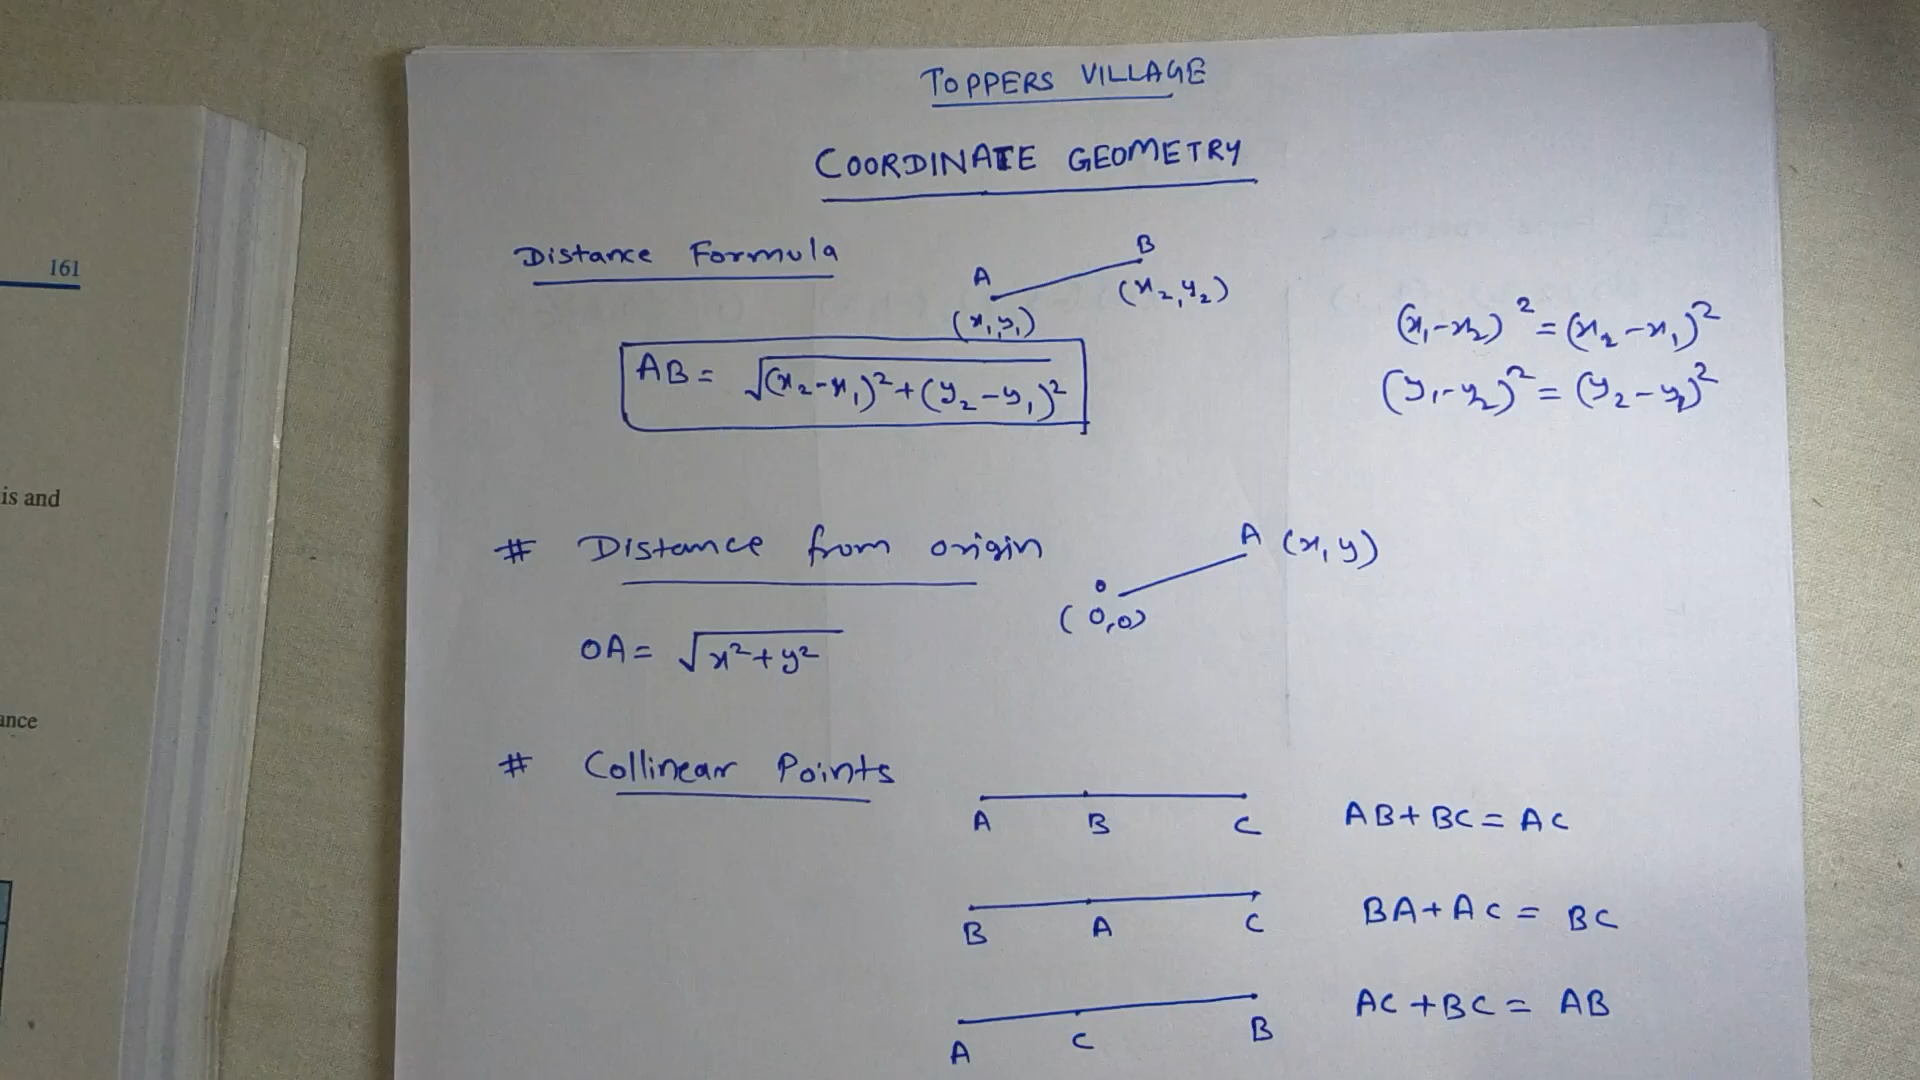 TOPPERS VILLAGE
COORDINATE GEOMETRY
Distance Formula
A
B
(x₁,y₁)
(x₂,y₂)
AB = √(x₂-x₁)²+(y₂-y₁)²
(x₁-x₂)²=(x₂-x₁)²
(y₁-y₂)²=(y₂-y₁)²
# Distance from origin
A (x,y)
O
(0,0)
OA= √x²+y²
# Collinear Points
A B C AB+BC=AC
B A C BA+AC= BC
A C B AC+BC= AB
161
is and
ance